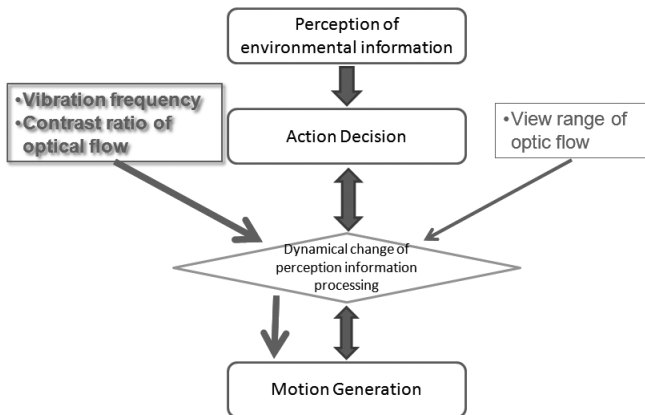 Perception of
environmental information
•Vibration frequency
•Contrast ratio of
optical flow
Action Decision
•View range of
optic flow
Dynamical change of
perception information
processing
Motion Generation